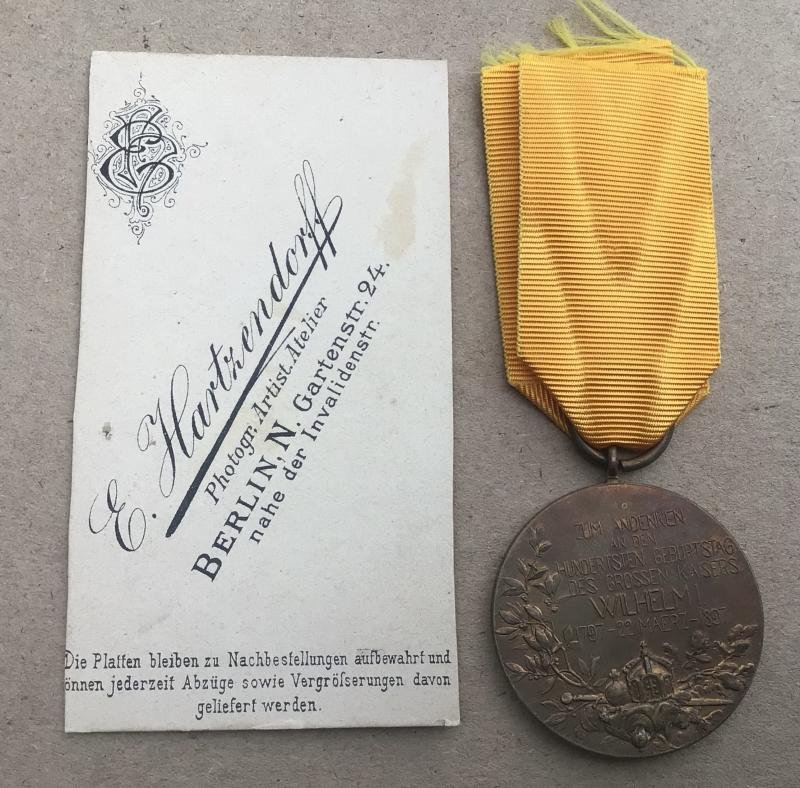 E. Hartzendorff
Photogr. Artist. Atelier
BERLIN, N. Gartenstr. 24.
nahe der Invalidenstr.
Die Platten bleiben zu Nachbestellungen aufbewahrt und
önnen jederzeit Abzüge sowie Vergröſserungen davon
geliefert werden.
ZUM ANDENKEN
AN DEN
HUNDERTSTEN GEBURTSTAG
DES GROSSEN KAISERS
WILHELM I
1797-22 MAERZ-1897